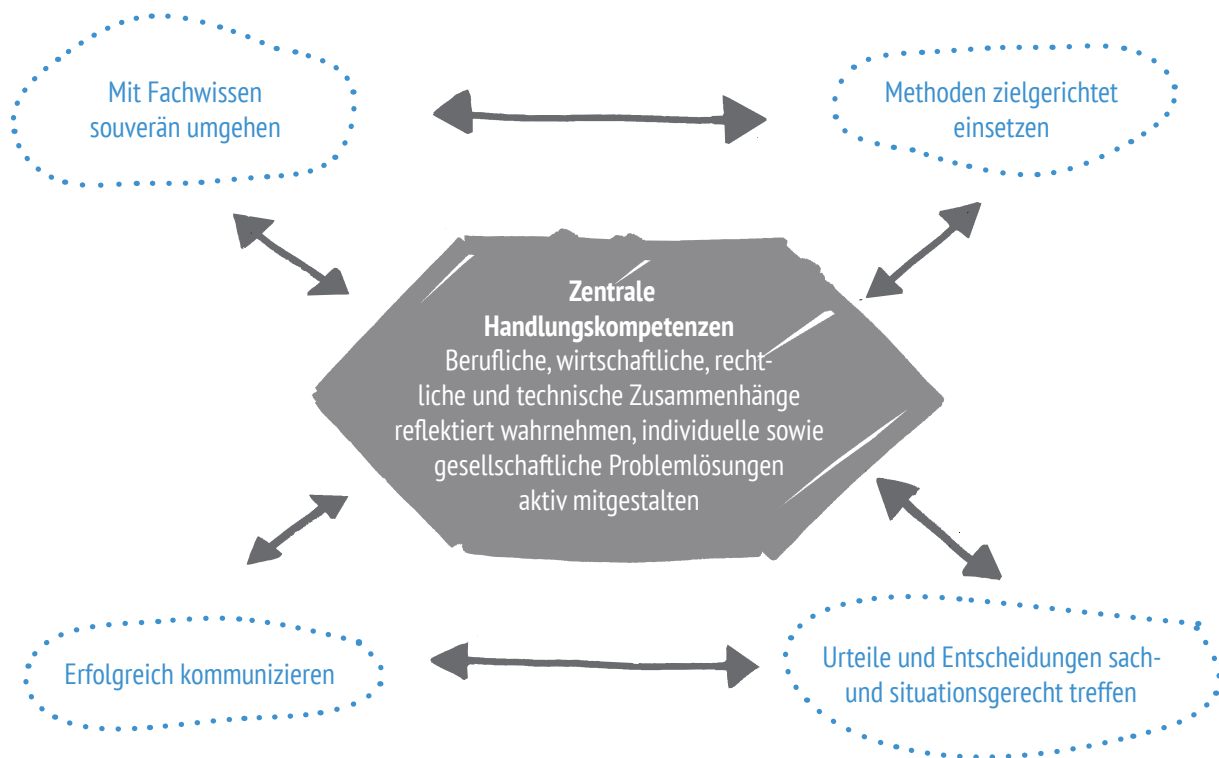 Mit Fachwissen
souverän umgehen
Methoden zielgerichtet
einsetzen
Zentrale
Handlungskompetenzen
Berufliche, wirtschaftliche, recht-
liche und technische Zusammenhänge
reflektiert wahrnehmen, individuelle sowie
gesellschaftliche Problemlösungen
aktiv mitgestalten
Erfolgreich kommunizieren
Urteile und Entscheidungen sach-
und situationsgerecht treffen